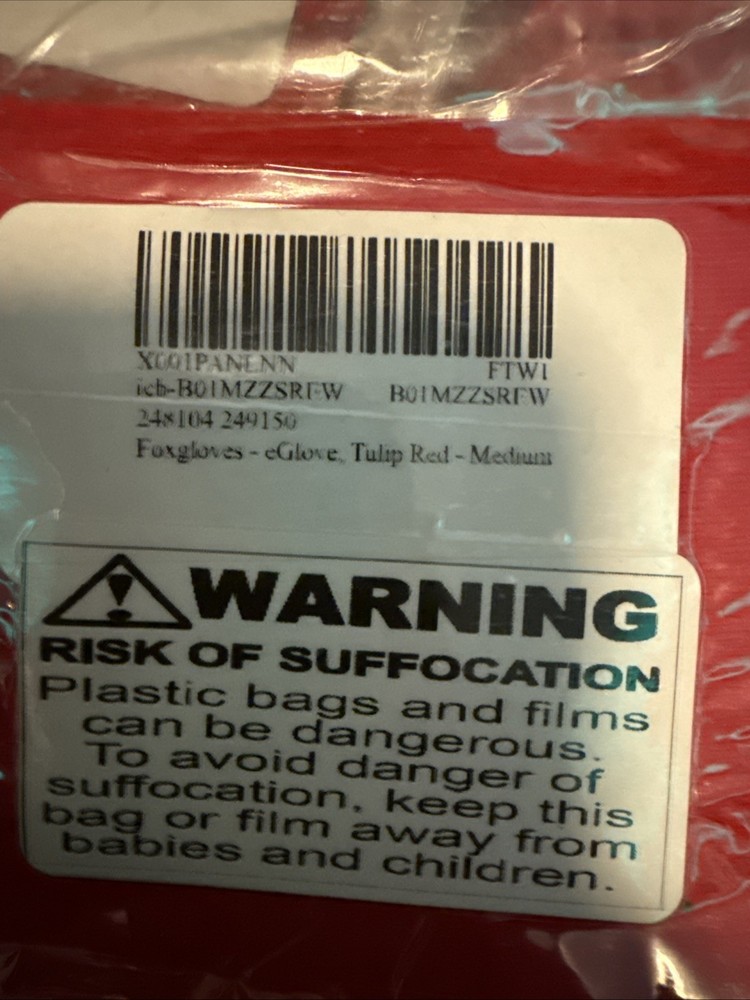 X001PANENN FTW1
icb-B01MZZSRFW B01MZZSRFW
248104 249150
Foxgloves - eGlove, Tulip Red - Medium
WARNING
RISK OF SUFFOCATION
Plastic bags and films
can be dangerous.
To avoid danger of
suffocation, keep this
bag or film away from
babies and children.